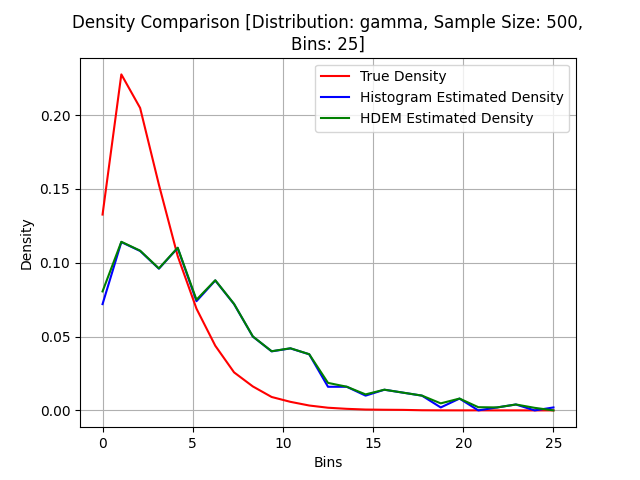 Density Comparison [Distribution: gamma, Sample Size: 500,
Bins: 25]
True Density
Histogram Estimated Density
HDEM Estimated Density
Density
0.20
0.15
0.10
0.05
0.00
0 5 10 15 20 25
Bins